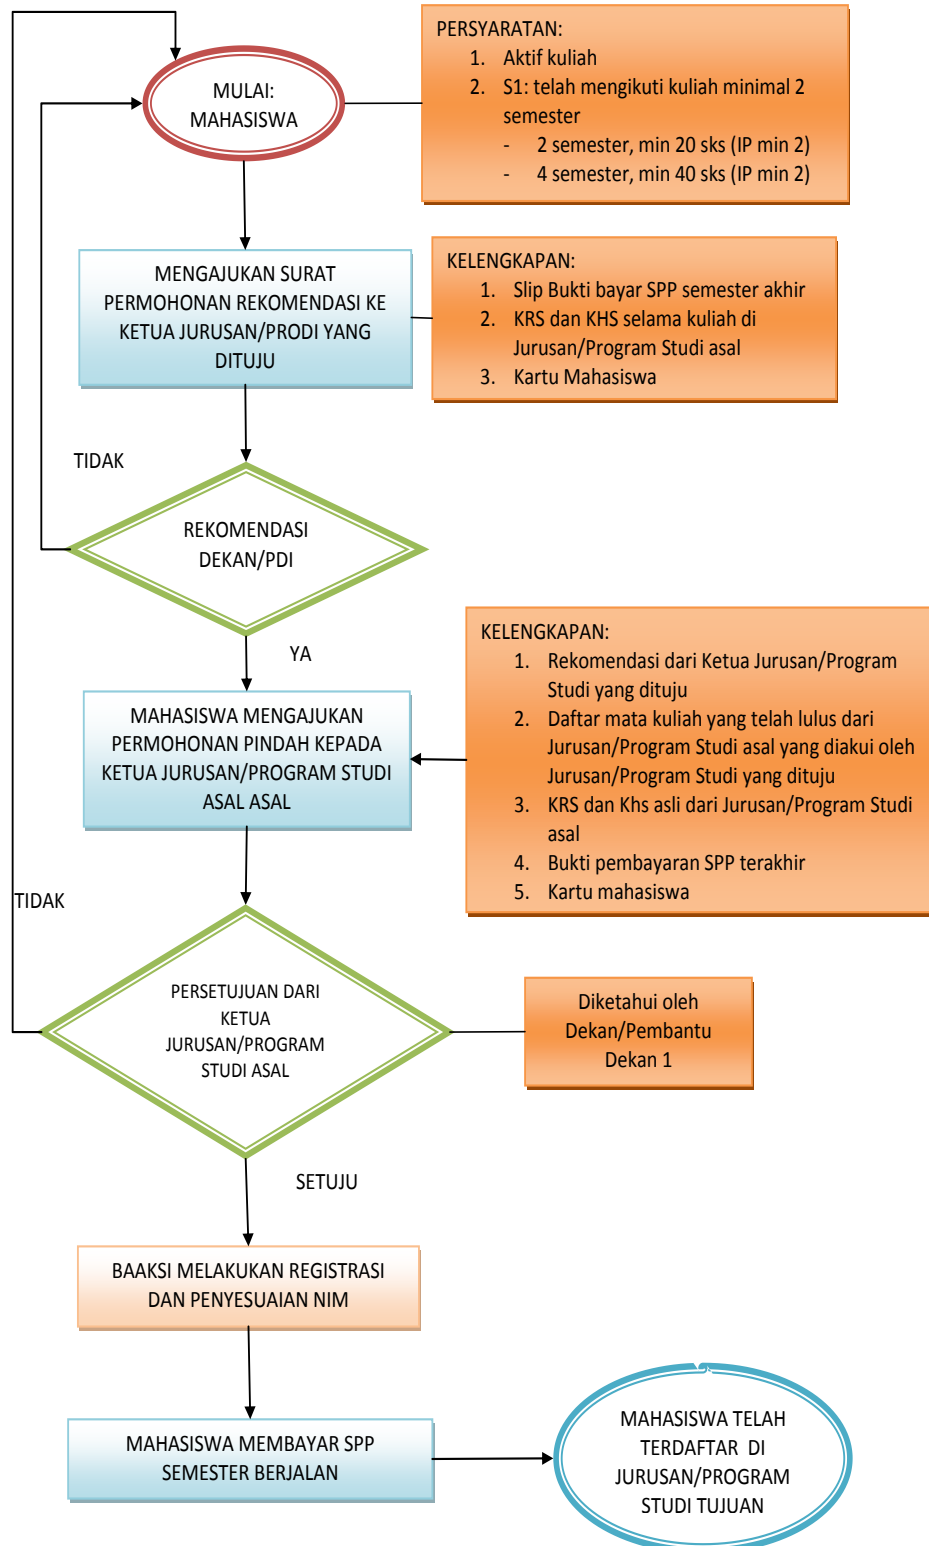 MULAI:
MAHASISWA
PERSYARATAN:
1. Aktif kuliah
2. S1: telah mengikuti kuliah minimal 2
semester
- 2 semester, min 20 sks (IP min 2)
- 4 semester, min 40 sks (IP min 2)
MENGAJUKAN SURAT
PERMOHONAN REKOMENDASI KE
KETUA JURUSAN/PRODI YANG
DITUJU
KELENGKAPAN:
1. Slip Bukti bayar SPP semester akhir
2. KRS dan KHS selama kuliah di
Jurusan/Program Studi asal
3. Kartu Mahasiswa
TIDAK
REKOMENDASI
DEKAN/PDI
YA
MAHASISWA MENGAJUKAN
PERMOHONAN PINDAH KEPADA
KETUA JURUSAN/PROGRAM STUDI
ASAL ASAL
KELENGKAPAN:
1. Rekomendasi dari Ketua Jurusan/Program
Studi yang dituju
2. Daftar mata kuliah yang telah lulus dari
Jurusan/Program Studi asal yang diakui oleh
Jurusan/Program Studi yang dituju
3. KRS dan Khs asli dari Jurusan/Program Studi
asal
4. Bukti pembayaran SPP terakhir
5. Kartu mahasiswa
TIDAK
PERSETUJUAN DARI
KETUA
JURUSAN/PROGRAM
STUDI ASAL
Diketahui oleh
Dekan/Pembantu
Dekan 1
SETUJU
BAAKSI MELAKUKAN REGISTRASI
DAN PENYESUAIAN NIM
MAHASISWA MEMBAYAR SPP
SEMESTER BERJALAN
MAHASISWA TELAH
TERDAFTAR DI
JURUSAN/PROGRAM
STUDI TUJUAN